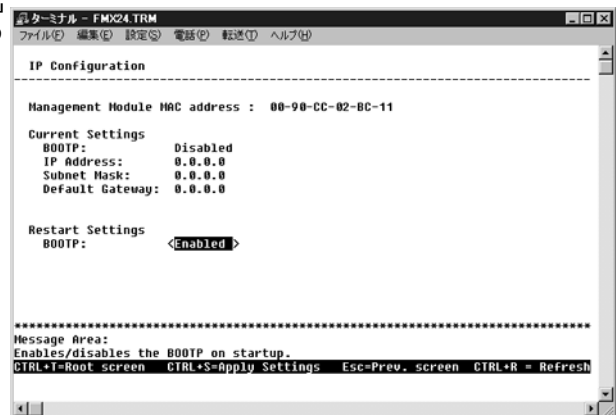 ターミナル - FMX24.TRM
ファイル(F) 編集(E) 設定(S) 電話(P) 転送(T) ヘルプ(H)
IP Configuration
Management Module MAC address : 00-90-CC-02-BC-11
Current Settings
BOOTP: Disabled
IP Address: 0.0.0.0
Subnet Mask: 0.0.0.0
Default Gateway: 0.0.0.0
Restart Settings
BOOTP: <Enabled >
********************************************************************************
Message Area:
Enables/disables the BOOTP on startup.
CTRL+T=Root screen CTRL+S=Apply Settings Esc=Prev. screen CTRL+R = Refresh